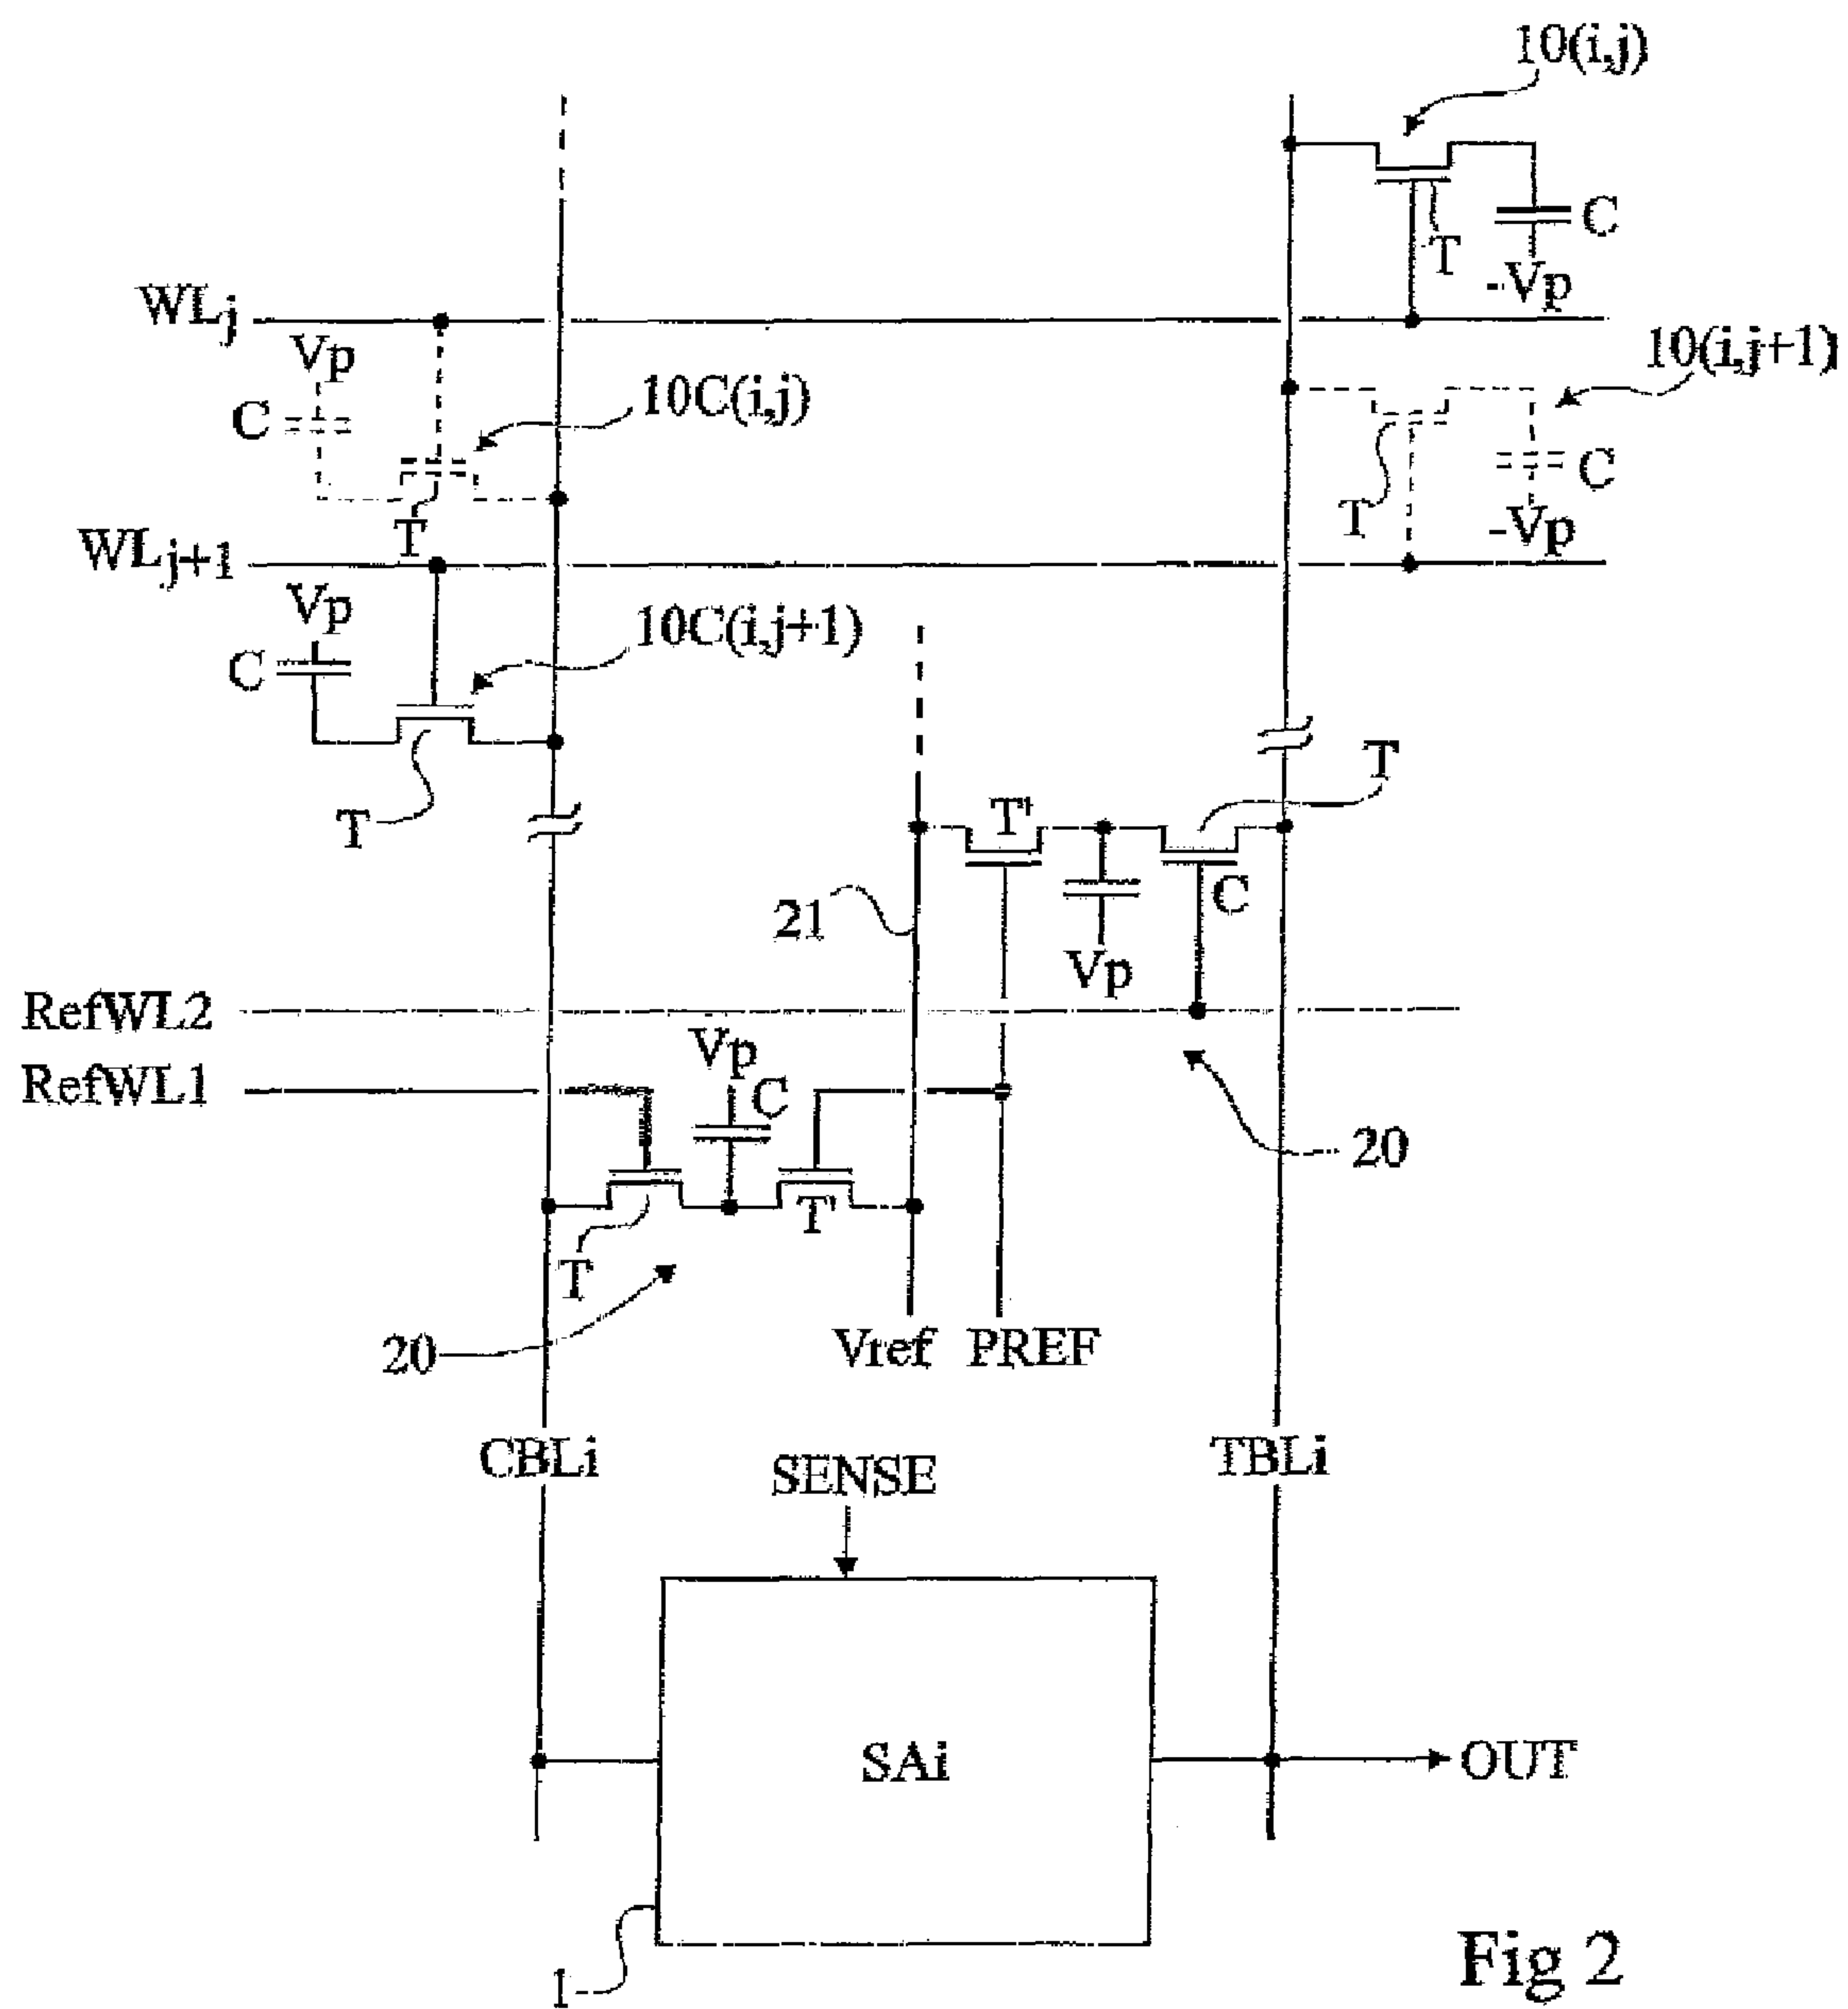 10(i,j)
C
T
-Vp
WLj
Vp
10(i,j+1)
C
10C(i,j)
C
T
T
-Vp
WLj+1
Vp
10C(i,j+1)
C
T
T
T'
C
21
Vp
RefWL2
Vp
RefWL1
C
20
T'
T
20
Vref PREF
CBLi
SENSE
TBLi
SAi
OUT
1
Fig 2